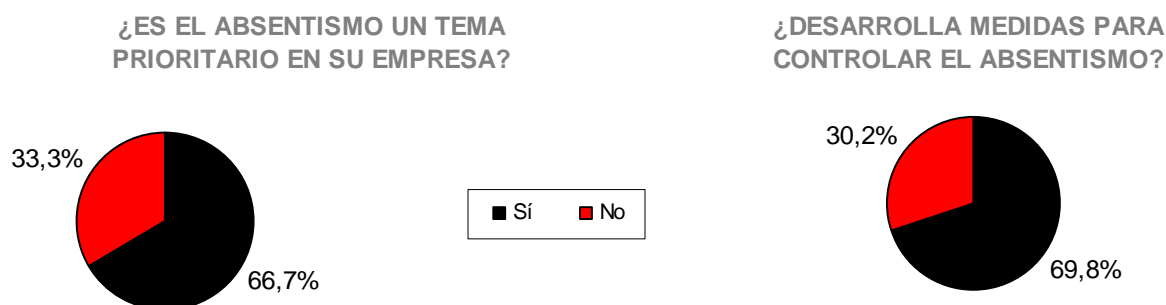 ¿ES EL ABSENTISMO UN TEMA
PRIORITARIO EN SU EMPRESA?
33,3%
66,7%
Sí No
¿DESARROLLA MEDIDAS PARA
CONTROLAR EL ABSENTISMO?
30,2%
69,8%